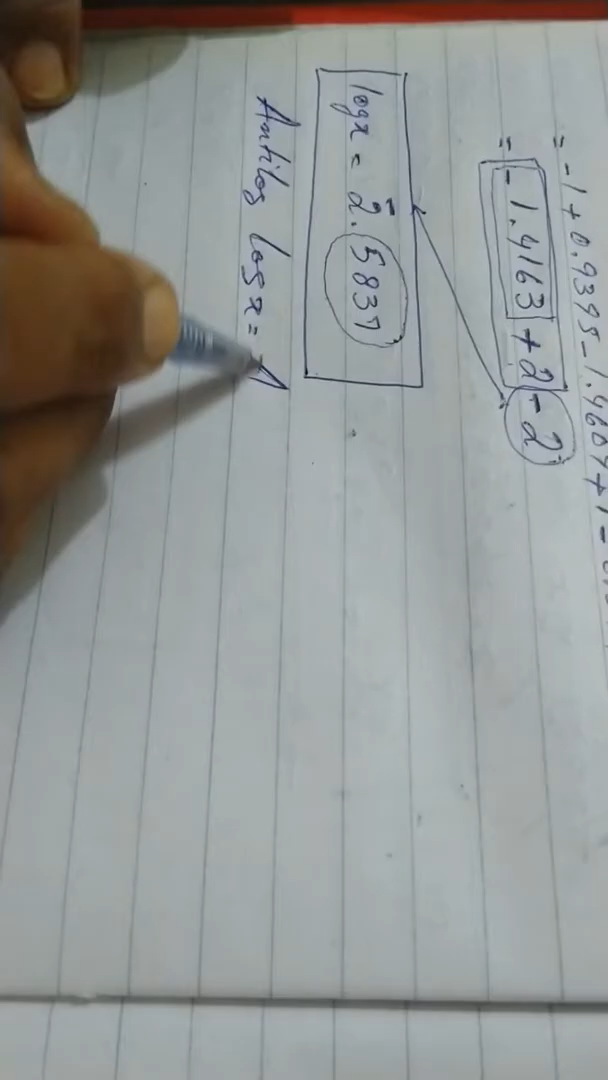 = -1+0.9395-1.4607+1-
= -1.4163+2-2
log x = 2̄.5837
Antilog log x = A